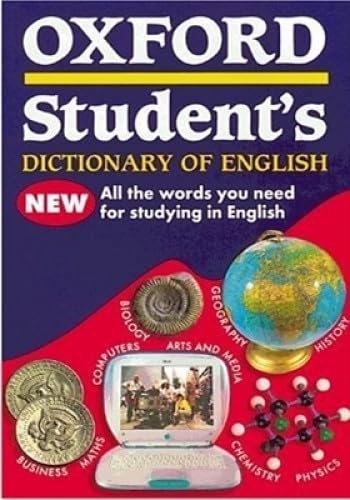 OXFORD
Student's
DICTIONARY OF ENGLISH
NEW
All the words you need
for studying in English
BIOLOGY
GEOGRAPHY
HISTORY
COMPUTERS
ARTS AND MEDIA
BUSINESS
MATHS
CHEMISTRY
PHYSICS